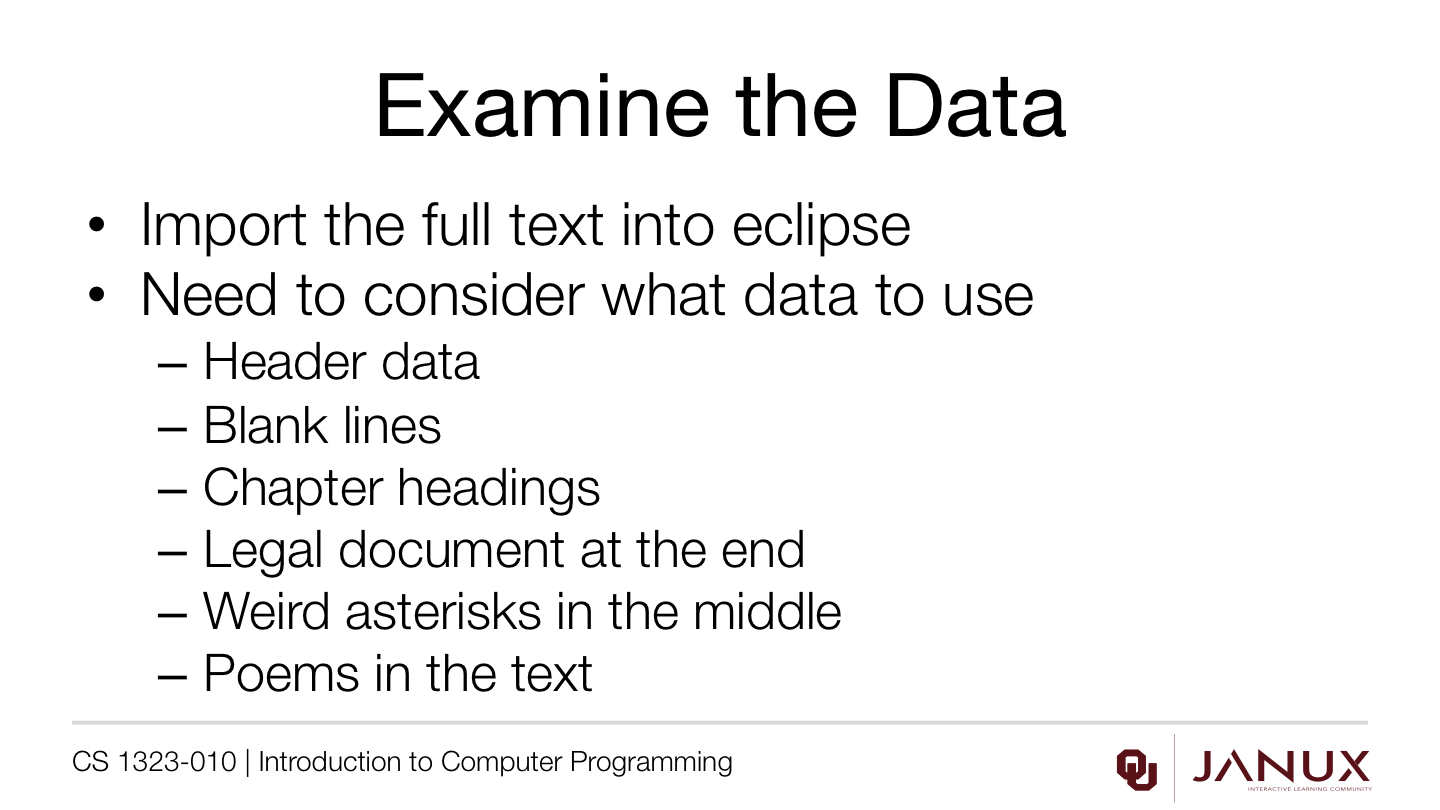 Examine the Data
• Import the full text into eclipse
• Need to consider what data to use
– Header data
– Blank lines
– Chapter headings
– Legal document at the end
– Weird asterisks in the middle
– Poems in the text
CS 1323-010 | Introduction to Computer Programming
OU
JANUX
INTERACTIVE LEARNING COMMUNITY